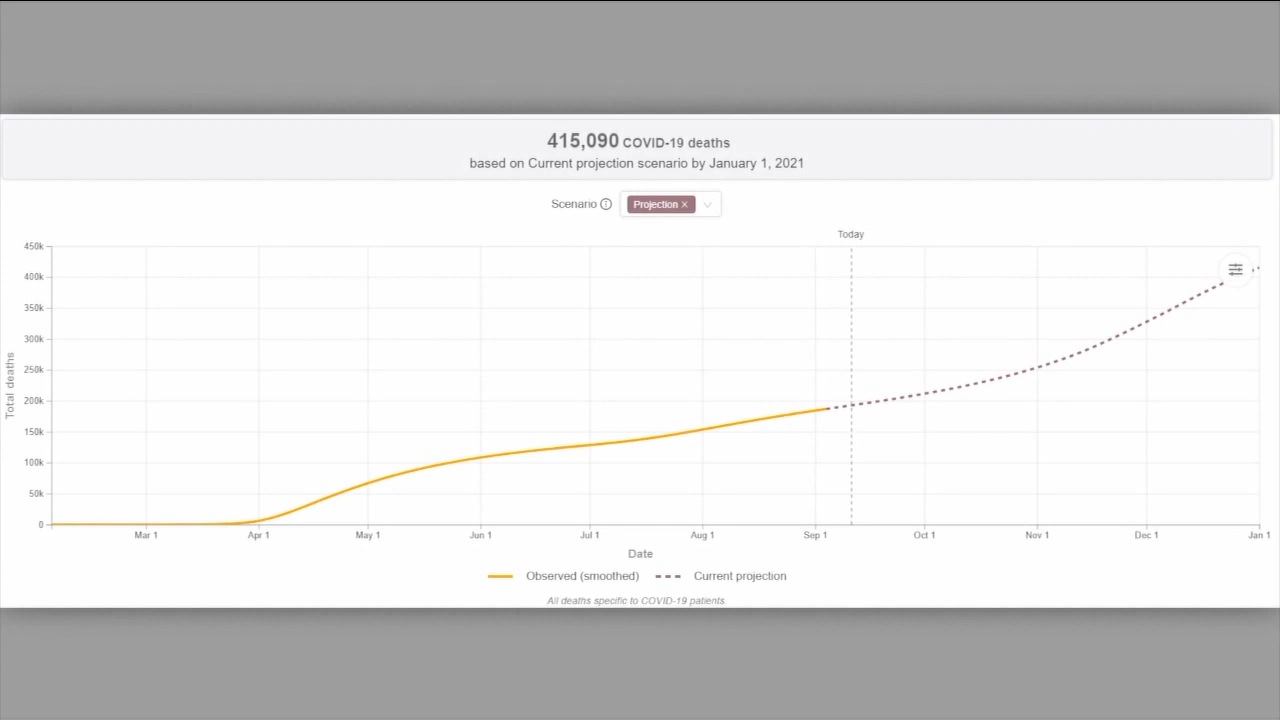 415,090 COVID-19 deaths
based on Current projection scenario by January 1, 2021
Scenario Projection ×
Today
450k
400k
350k
300k
250k
200k
150k
100k
50k
0
Total deaths
Mar 1 Apr 1 May 1 Jun 1 Jul 1 Aug 1 Sep 1 Oct 1 Nov 1 Dec 1 Jan 1
Date
Observed (smoothed) Current projection
All deaths specific to COVID-19 patients.